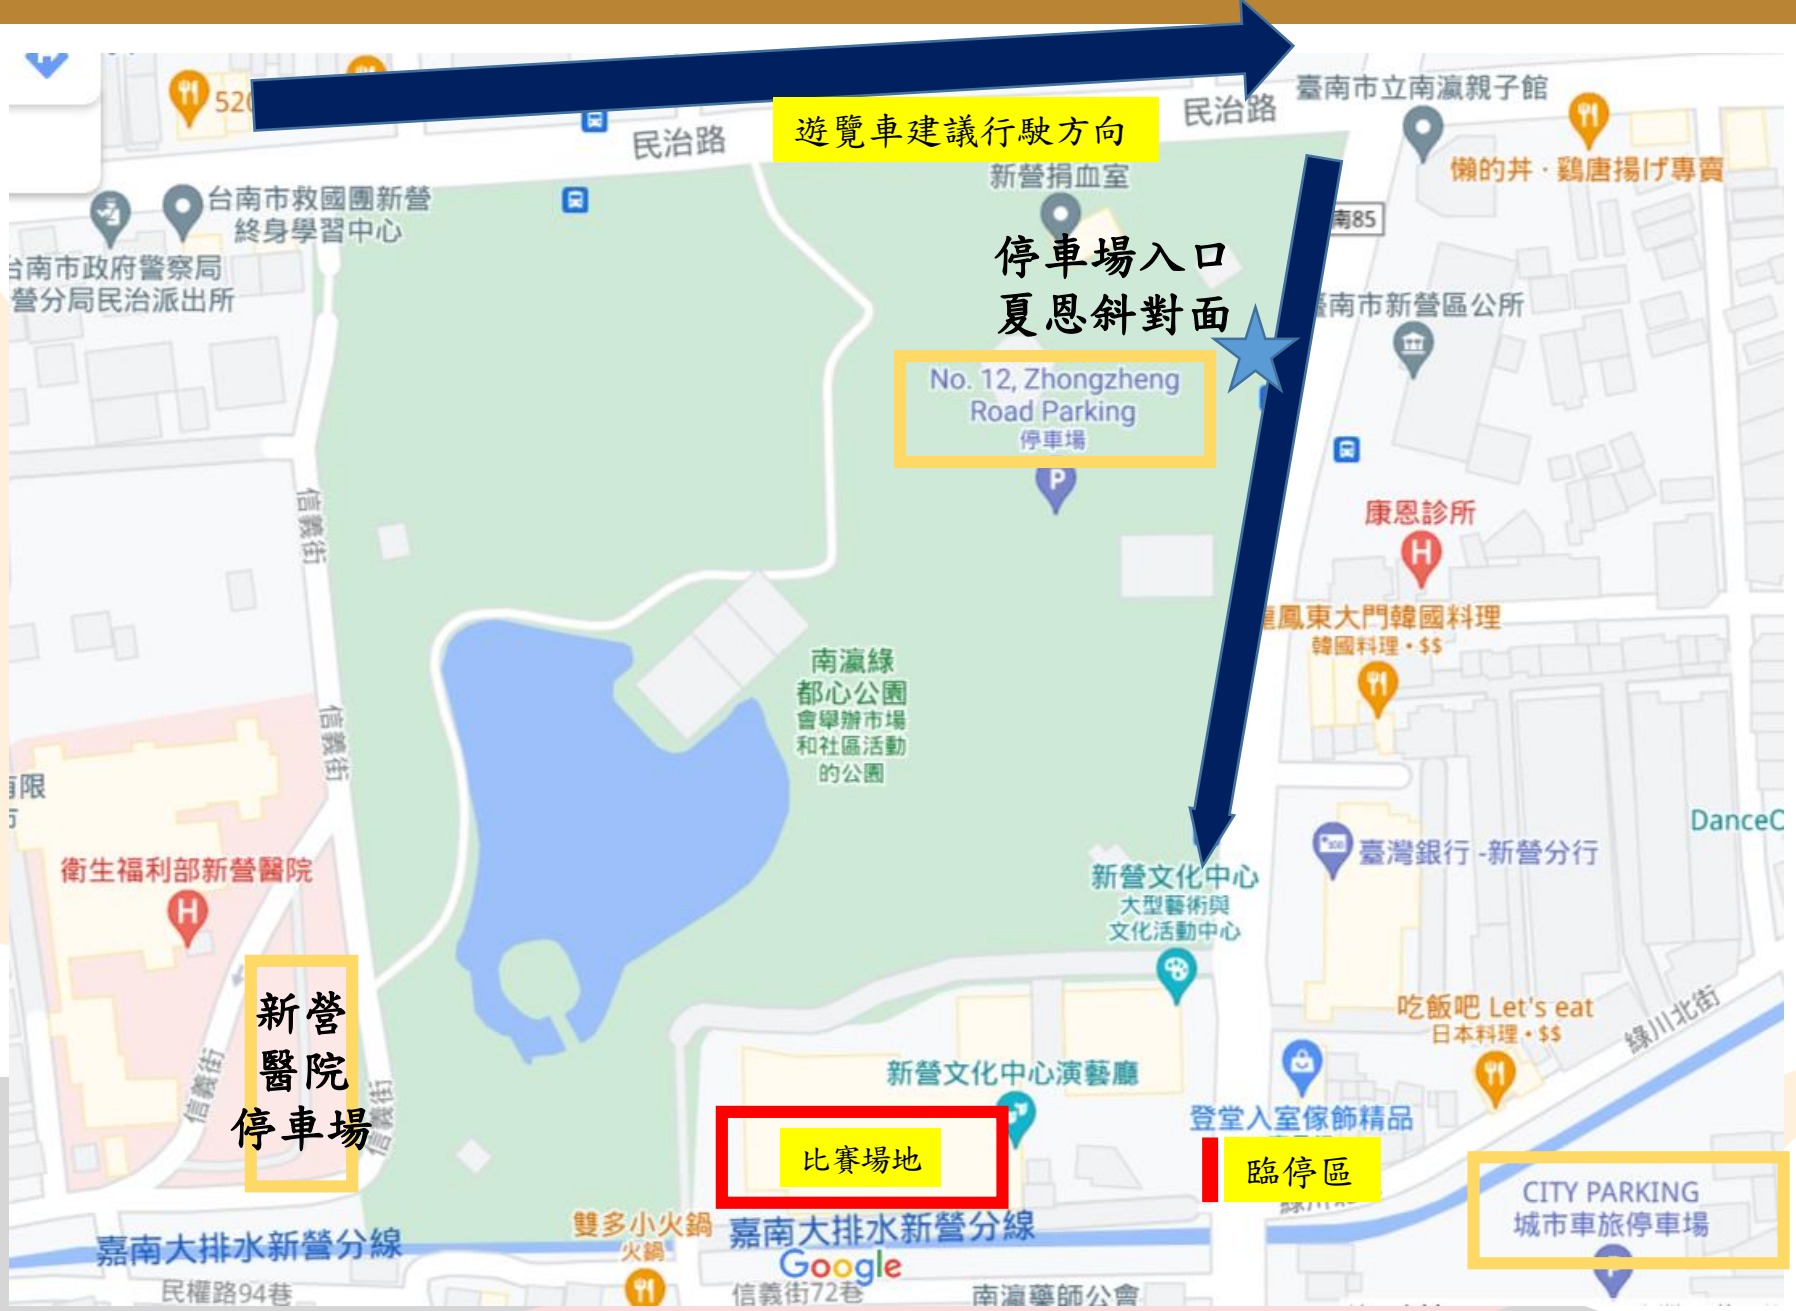 520
民治路
遊覽車建議行駛方向
民治路
臺南市立南瀛親子館
懶的丼·鷄唐揚げ專賣
新營捐血室
台南市救國團新營
終身學習中心
南85
台南市政府警察局
營分局民治派出所
停車場入口
夏恩斜對面
臺南市新營區公所
No. 12, Zhongzheng
Road Parking
停車場
P
信義街
康恩診所
H
龍鳳東大門韓國料理
韓國料理·$$
南瀛綠
都心公園
會舉辦市場
和社區活動
的公園
信義街
有限
DanceC
臺灣銀行 -新營分行
衛生福利部新營醫院
H
新營文化中心
大型藝術與
文化活動中心
新營
醫院
停車場
吃飯吧 Let's eat
日本料理·$$
綠川北街
信義街
信義街
新營文化中心演藝廳
登堂入室傢飾精品
比賽場地
臨停區
CITY PARKING
城市車旅停車場
嘉南大排水新營分線
雙多小火鍋
火鍋
嘉南大排水新營分線
Google
民權路94巷
信義街72巷
南瀛藥師公會